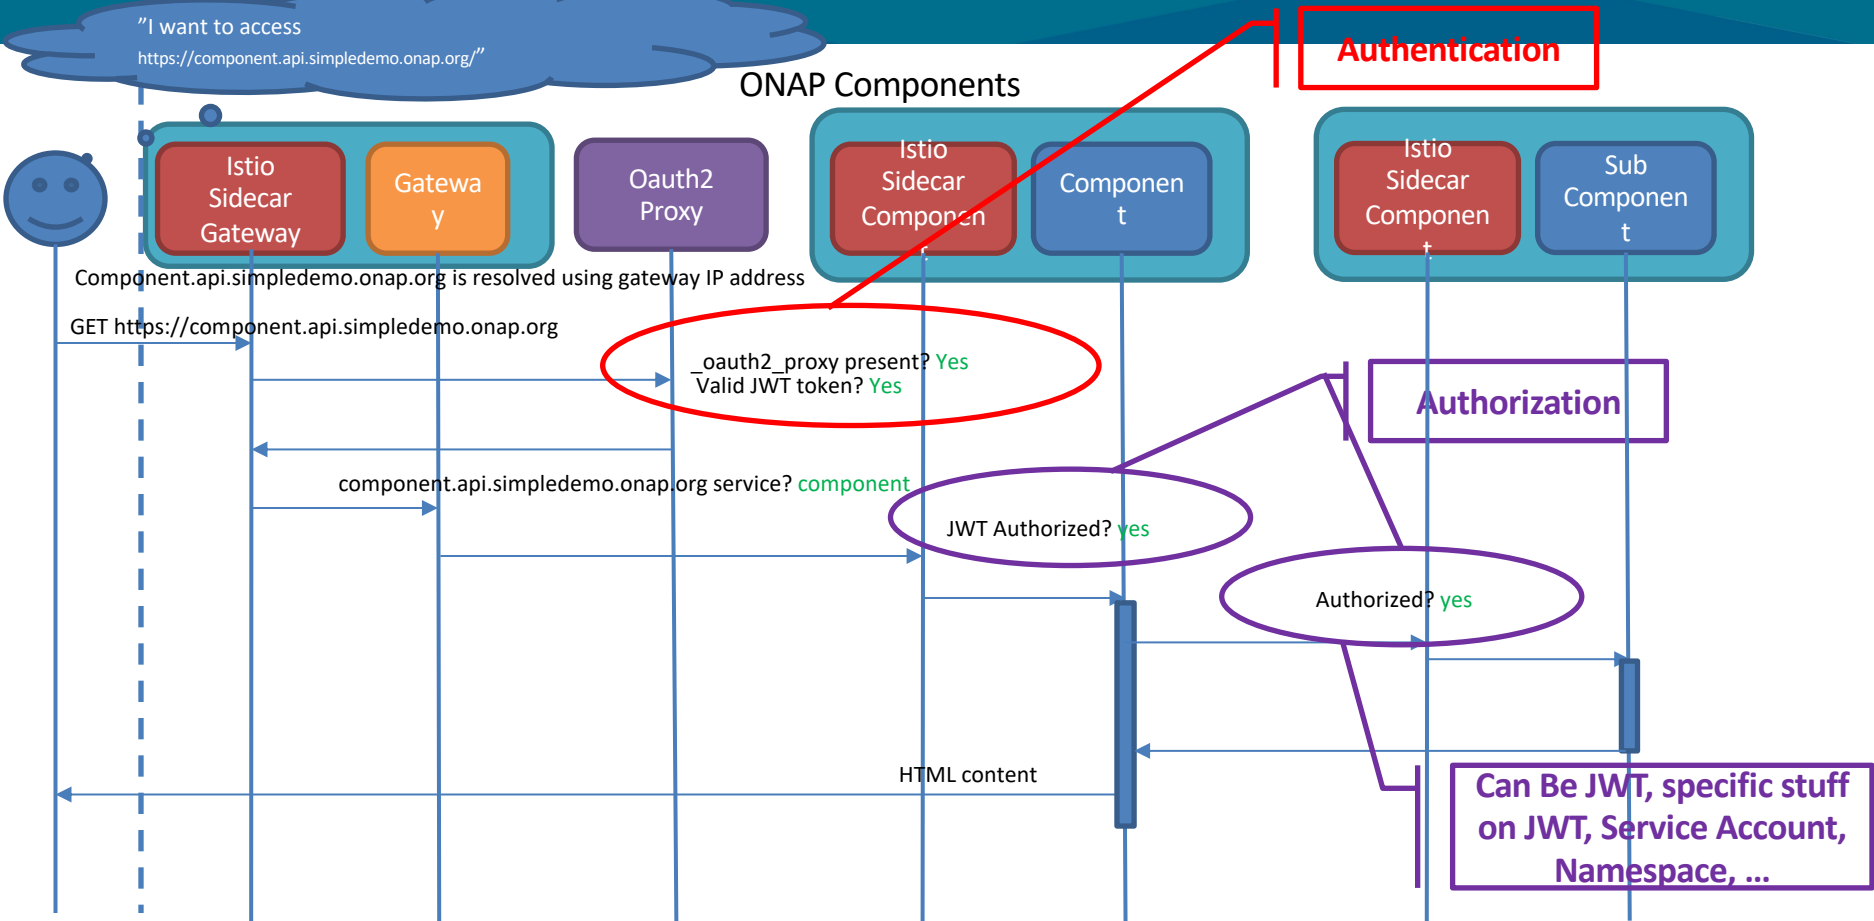 ”I want to access
https://component.api.simpledemo.onap.org/”
Authentication
ONAP Components
Istio
Sidecar
Gateway
Gatewa
y
Oauth2
Proxy
Istio
Sidecar
Componen
t
Componen
t
Istio
Sidecar
Componen
t
Sub
Componen
t
Component.api.simpledemo.onap.org is resolved using gateway IP address
GET https://component.api.simpledemo.onap.org
_oauth2_proxy present? Yes
Valid JWT token? Yes
Authorization
component.api.simpledemo.onap.org service? component
JWT Authorized? yes
Authorized? yes
HTML content
Can Be JWT, specific stuff
on JWT, Service Account,
Namespace, ...